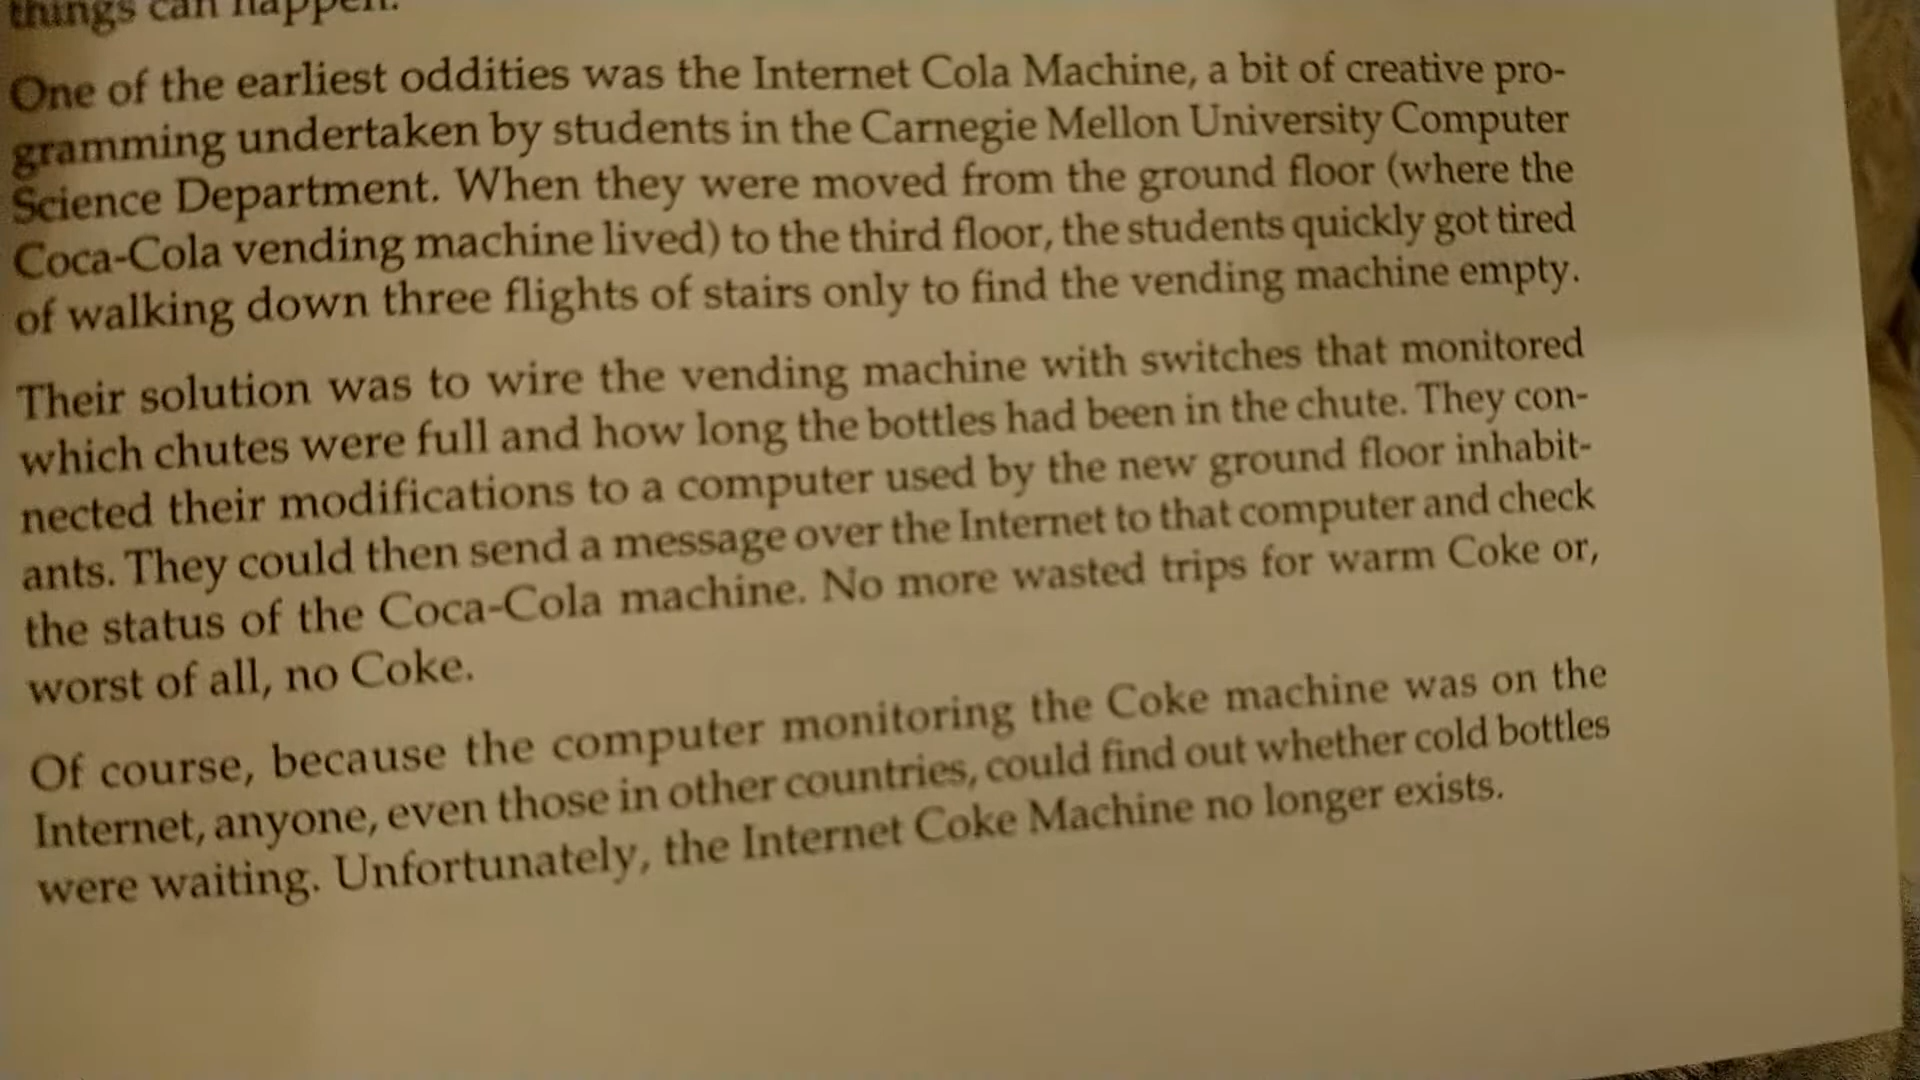 things can happen.
One of the earliest oddities was the Internet Cola Machine, a bit of creative pro-
gramming undertaken by students in the Carnegie Mellon University Computer
Science Department. When they were moved from the ground floor (where the
Coca-Cola vending machine lived) to the third floor, the students quickly got tired
of walking down three flights of stairs only to find the vending machine empty.
Their solution was to wire the vending machine with switches that monitored
which chutes were full and how long the bottles had been in the chute. They con-
nected their modifications to a computer used by the new ground floor inhabit-
ants. They could then send a message over the Internet to that computer and check
the status of the Coca-Cola machine. No more wasted trips for warm Coke or,
worst of all, no Coke.
Of course, because the computer monitoring the Coke machine was on the
Internet, anyone, even those in other countries, could find out whether cold bottles
were waiting. Unfortunately, the Internet Coke Machine no longer exists.